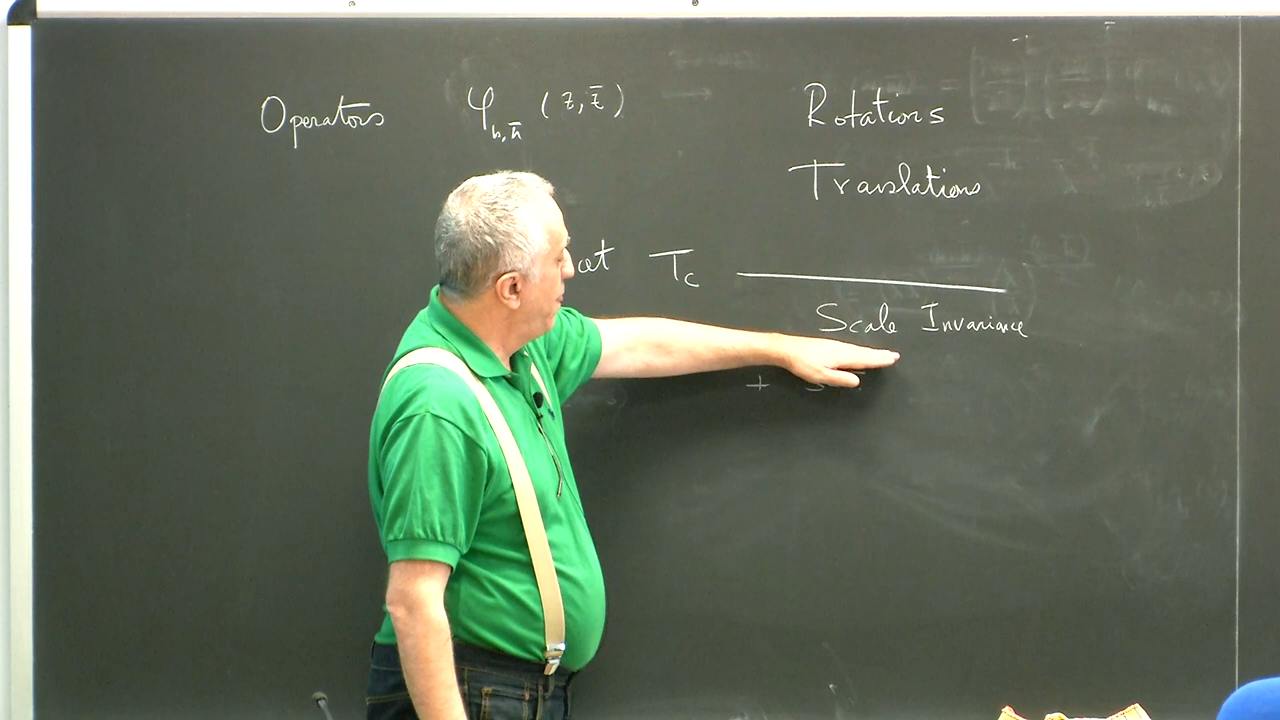 Operators φ_{h,h̄} (z, z̄)
Rotations
Translations
at T_c
Scale Invariance
+